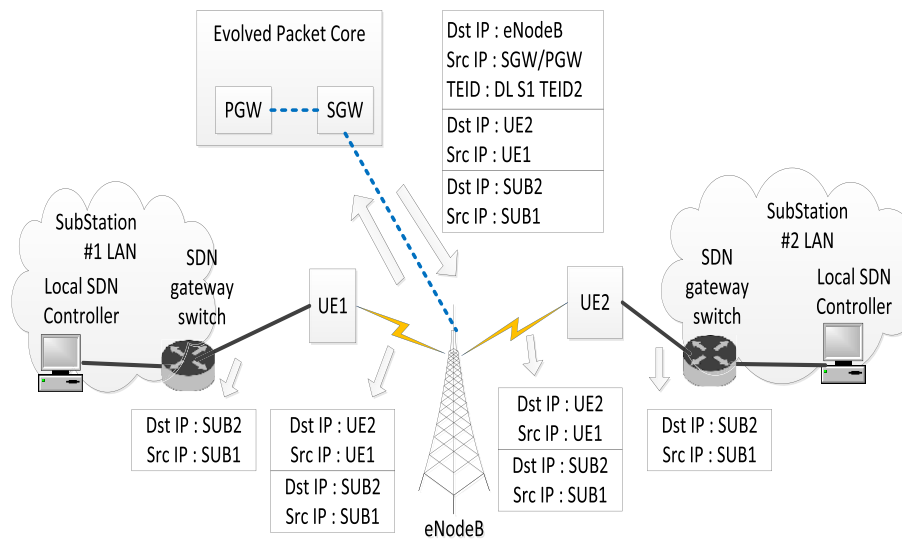 Evolved Packet Core
PGW
SGW
Dst IP : eNodeB
Src IP : SGW/PGW
TEID : DL S1 TEID2
Dst IP : UE2
Src IP : UE1
Dst IP : SUB2
Src IP : SUB1
SubStation
#1 LAN
Local SDN
Controller
SDN
gateway
switch
UE1
UE2
SDN
gateway
switch
SubStation
#2 LAN
Local SDN
Controller
Dst IP : SUB2
Src IP : SUB1
Dst IP : UE2
Src IP : UE1
Dst IP : SUB2
Src IP : SUB1
eNodeB
Dst IP : UE2
Src IP : UE1
Dst IP : SUB2
Src IP : SUB1
Dst IP : SUB2
Src IP : SUB1